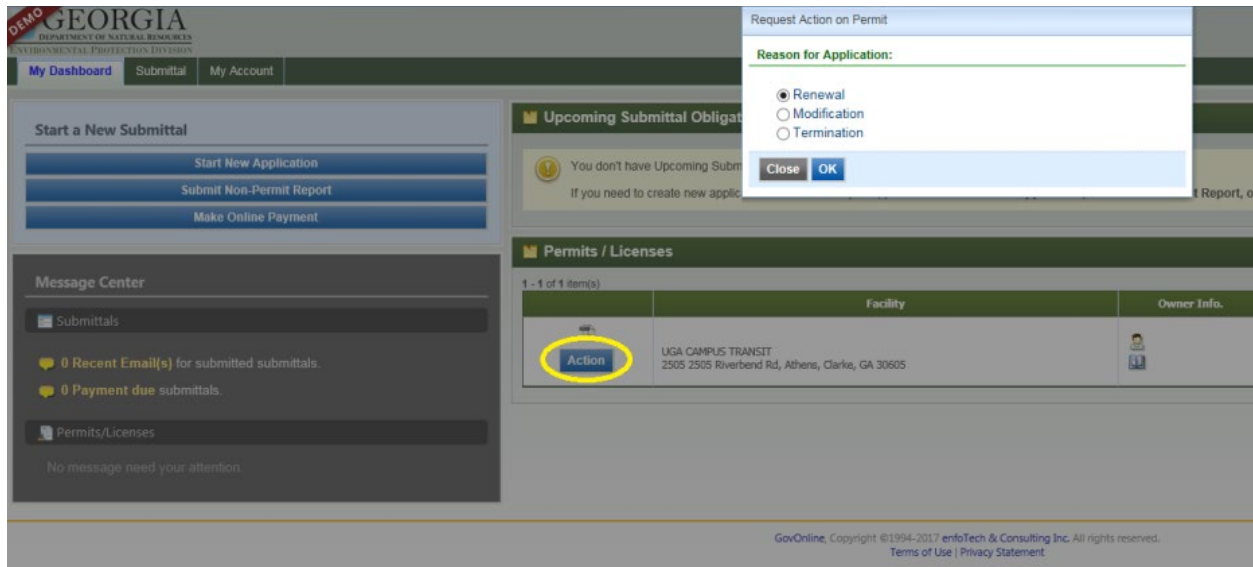 DEMO
GEORGIA
DEPARTMENT OF NATURAL RESOURCES
ENVIRONMENTAL PROTECTION DIVISION
My Dashboard Submittal My Account
Start a New Submittal
Start New Application
Submit Non-Permit Report
Make Online Payment
Message Center
Submittals
0 Recent Email(s) for submitted submittals.
0 Payment due submittals.
Permits/Licenses
No message need your attention.
Upcoming Submittal Obligat
You don't have Upcoming Subm
If you need to create new applic
t Report, o
Request Action on Permit
Reason for Application:
Renewal
Modification
Termination
Close OK
Permits / Licenses
1 - 1 of 1 item(s)
Facility Owner Info.
Action
UGA CAMPUS TRANSIT
2505 2505 Riverbend Rd, Athens, Clarke, GA 30605
GovOnline, Copyright ©1994-2017 enfoTech & Consulting Inc. All rights reserved.
Terms of Use | Privacy Statement